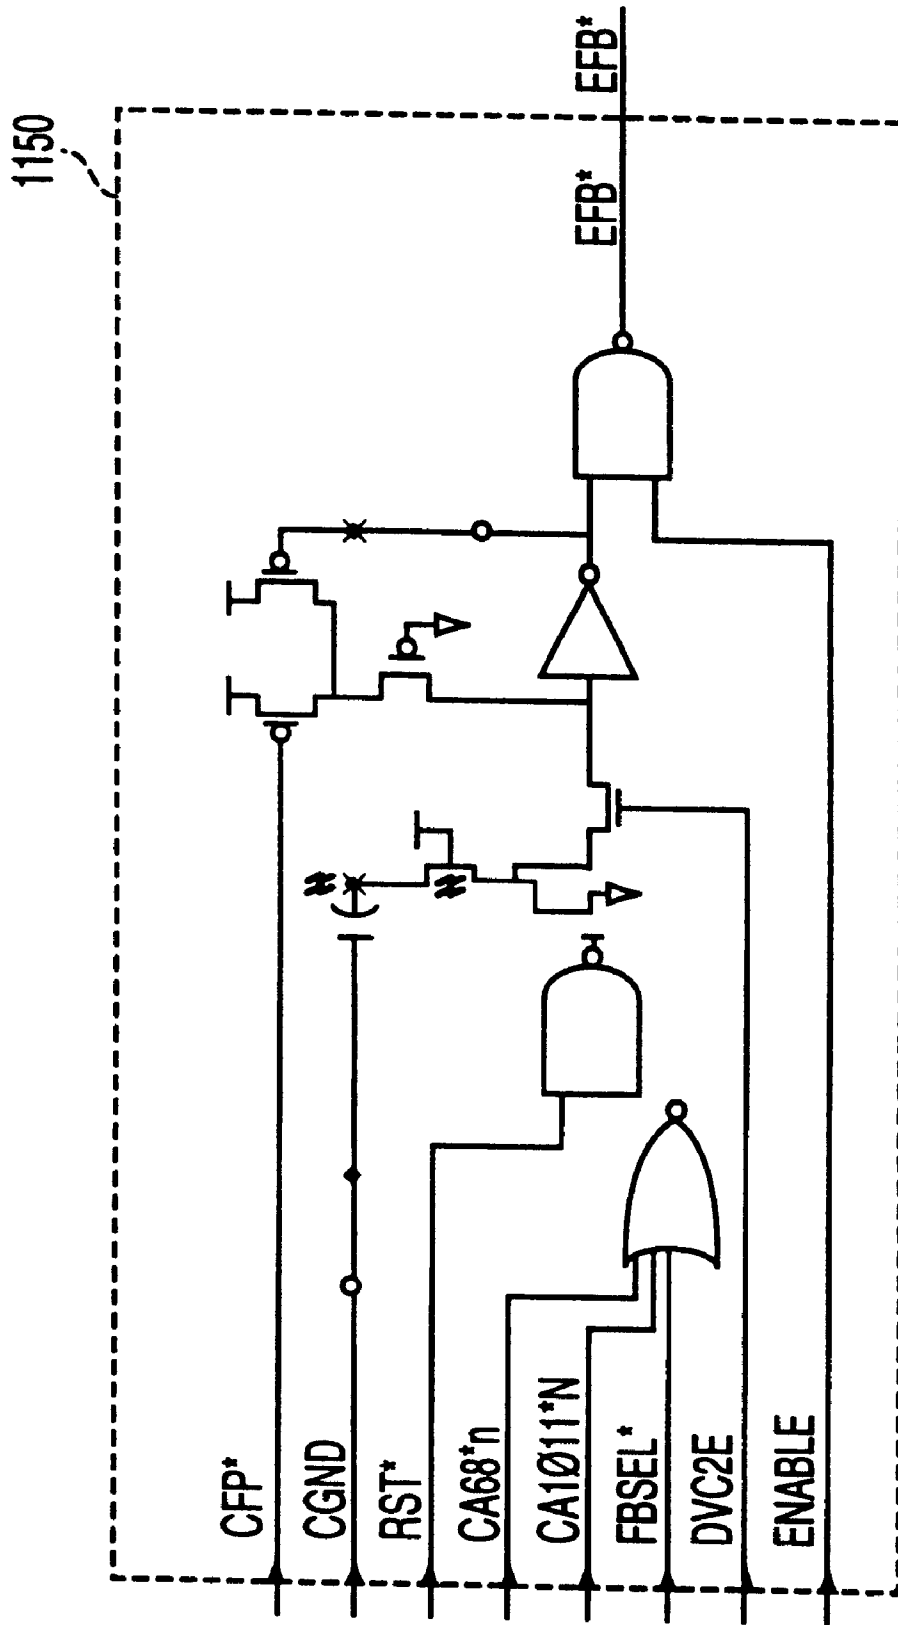 1150
CFP*
CGND
RST*
CA68*n
CA1Ø11*N
FBSEL*
DVC2E
ENABLE
EFB*
EFB*